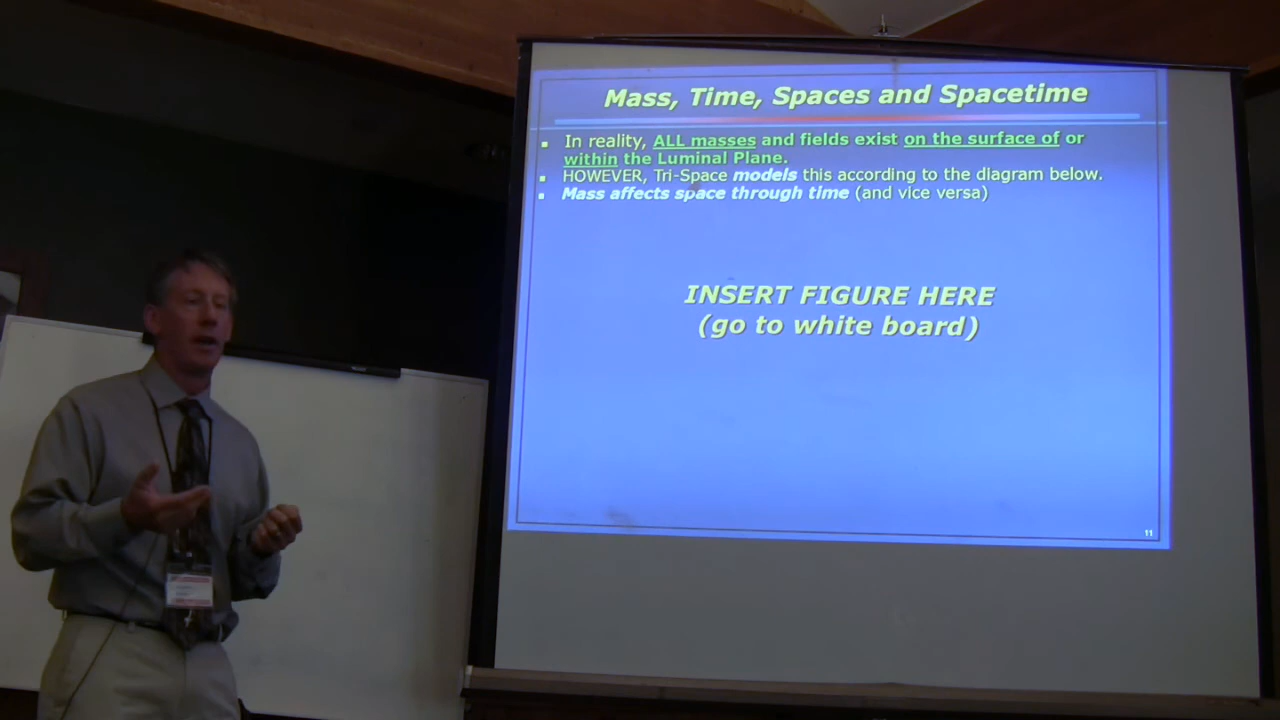 Mass, Time, Spaces and Spacetime
In reality, ALL masses and fields exist on the surface of or
within the Luminal Plane.
HOWEVER, Tri-Space models this according to the diagram below.
Mass affects space through time (and vice versa)
INSERT FIGURE HERE
(go to white board)
11